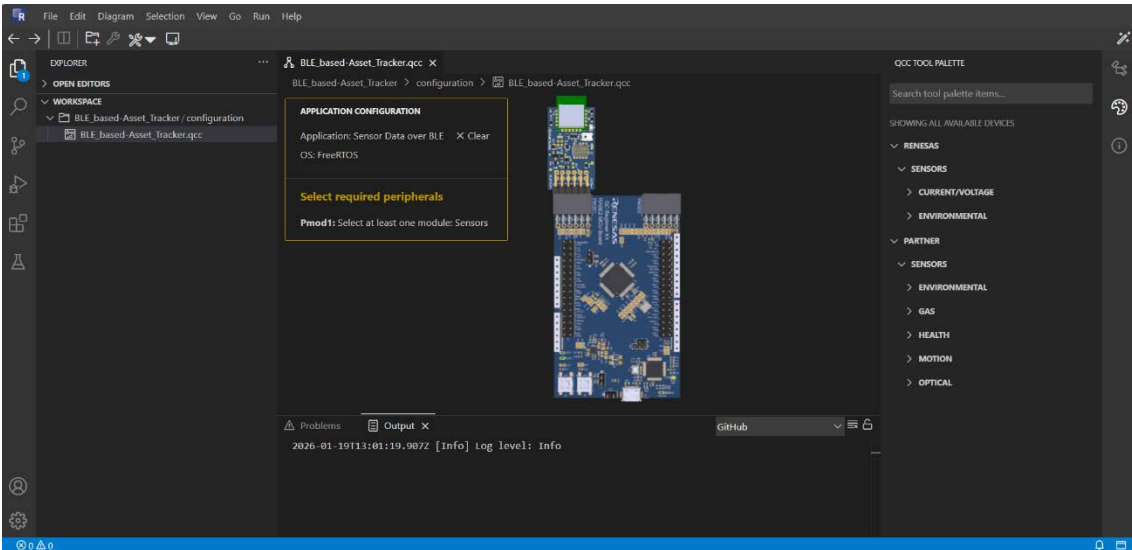 File Edit Diagram Selection View Go Run Help
EXPLORER
OPEN EDITORS
WORKSPACE
BLE_based-Asset_Tracker / configuration
BLE_based-Asset_Tracker.qcc
BLE_based-Asset_Tracker.qcc
BLE_based-Asset_Tracker > configuration > BLE_based-Asset_Tracker.qcc
APPLICATION CONFIGURATION
Application: Sensor Data over BLE × Clear
OS: FreeRTOS
Select required peripherals
Pmod1: Select at least one module: Sensors
RENESAS
Problems
Output
GitHub
2026-01-19T13:01:19.907Z [Info] Log level: Info
QCC TOOL PALETTE
Search tool palette items...
SHOWING ALL AVAILABLE DEVICES
RENESAS
SENSORS
CURRENT/VOLTAGE
ENVIRONMENTAL
PARTNER
SENSORS
ENVIRONMENTAL
GAS
HEALTH
MOTION
OPTICAL
1
0 0